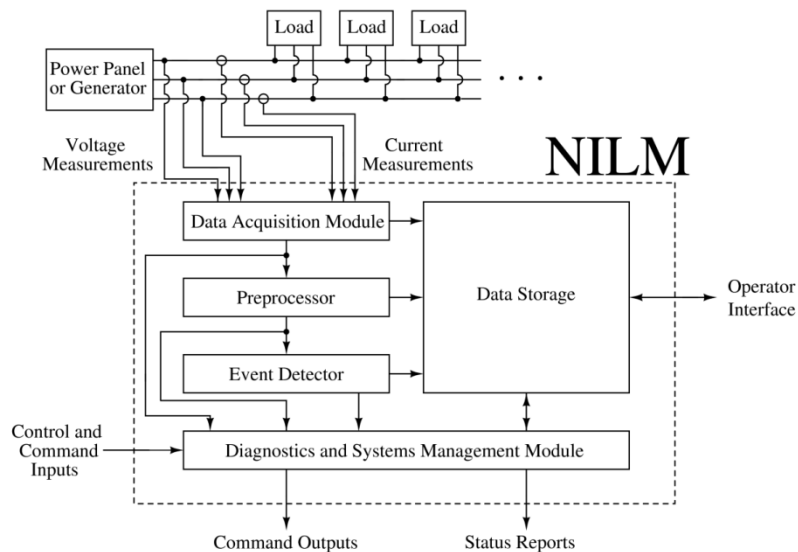 Load
Load
Load
Power Panel
or Generator
. . .
Voltage
Measurements
Current
Measurements
NILM
Data Acquisition Module
Preprocessor
Data Storage
Operator
Interface
Event Detector
Control and
Command
Inputs
Diagnostics and Systems Management Module
Command Outputs
Status Reports